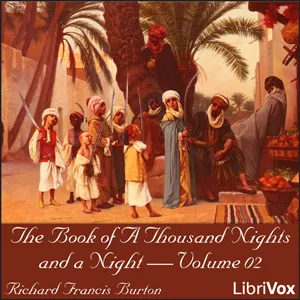 The Book of A Thousand Nights
and a Night — Volume 02
Richard Francis Burton
LibriVox